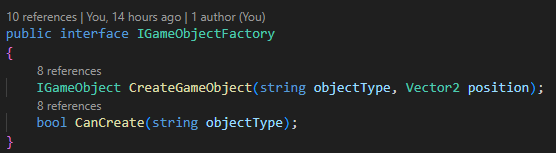 10 references | You, 14 hours ago | 1 author (You)
public interface IGameObjectFactory
{
8 references
IGameObject CreateGameObject(string objectType, Vector2 position);
8 references
bool CanCreate(string objectType);
}